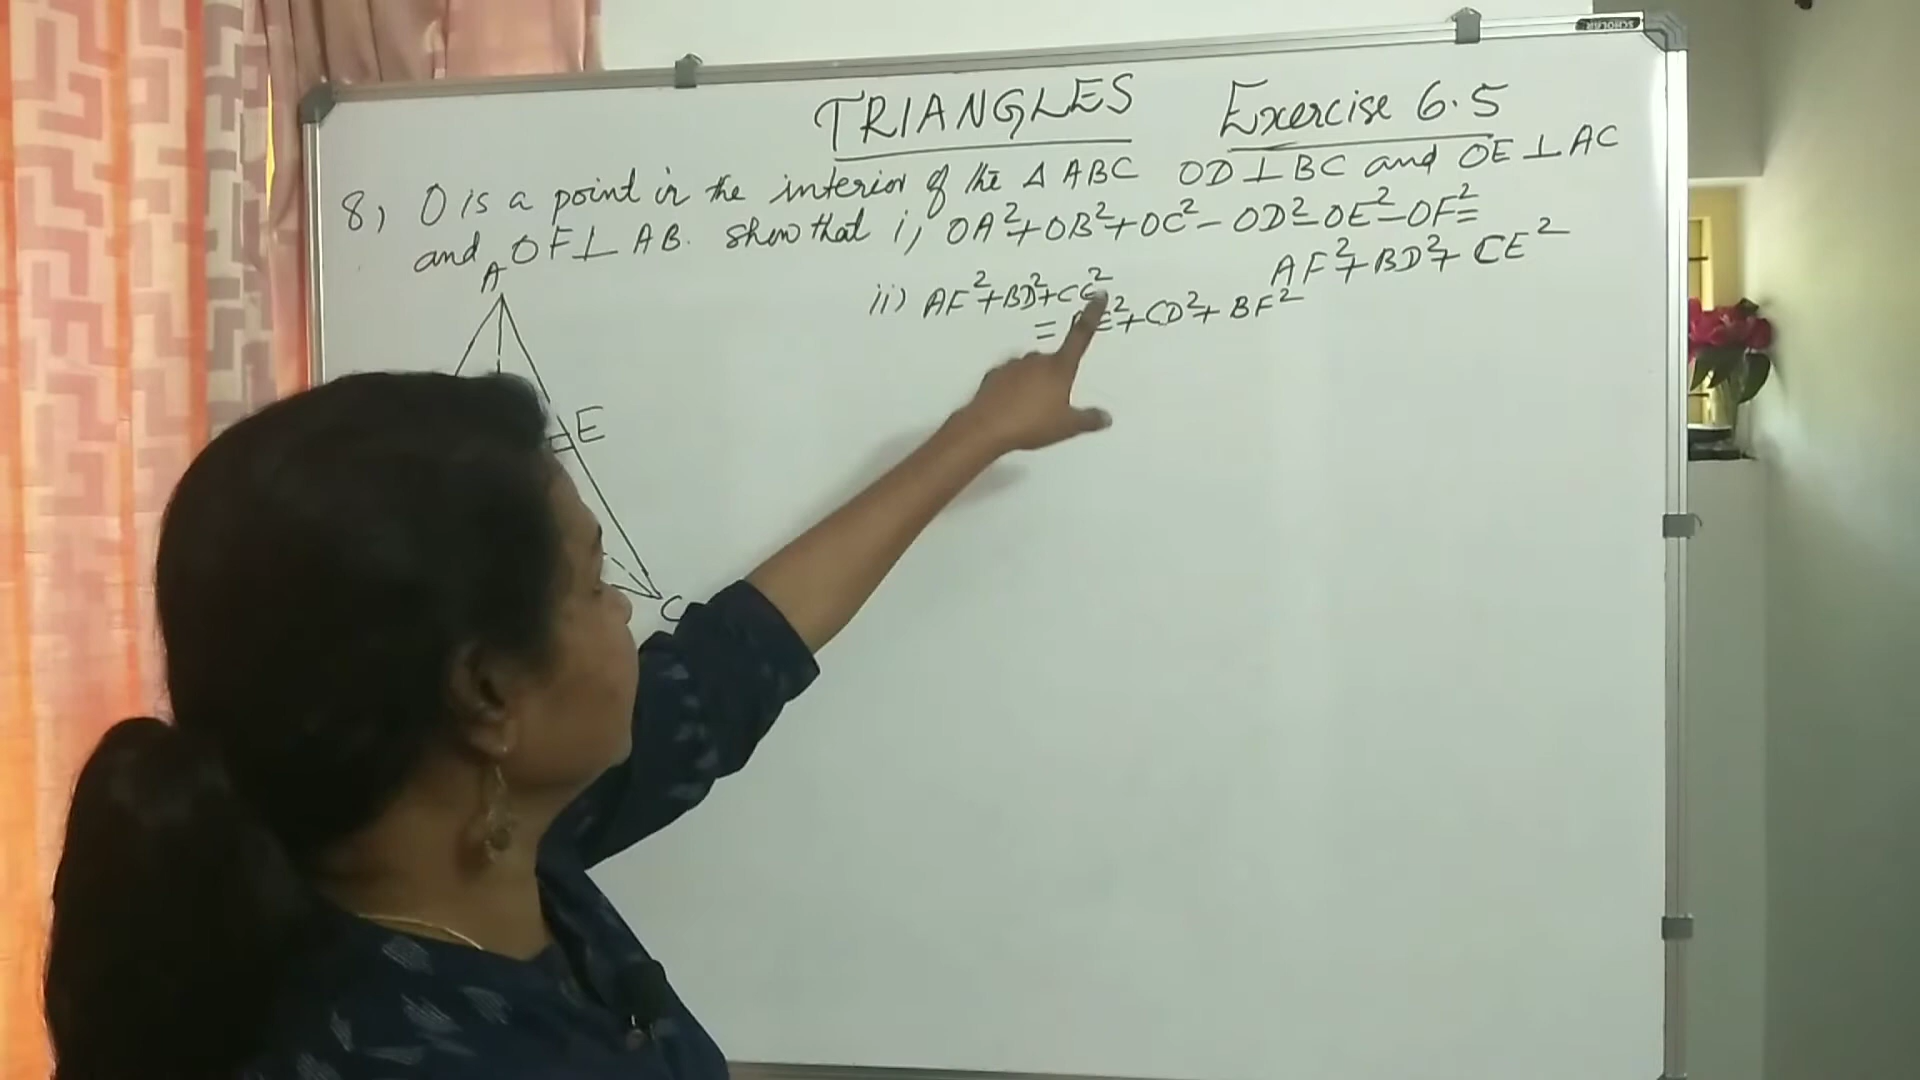 SCHOLAR
TRIANGLES Exercise 6.5
8) O is a point in the interior of the Δ ABC OD⊥BC and OE⊥AC
and OF⊥AB. show that i, OA²+OB²+OC²-OD²-OE²-OF²=
AF²+BD²+CE²
ii) AF²+BD²+CE²
= E²+CD²+BF²
A
E
C